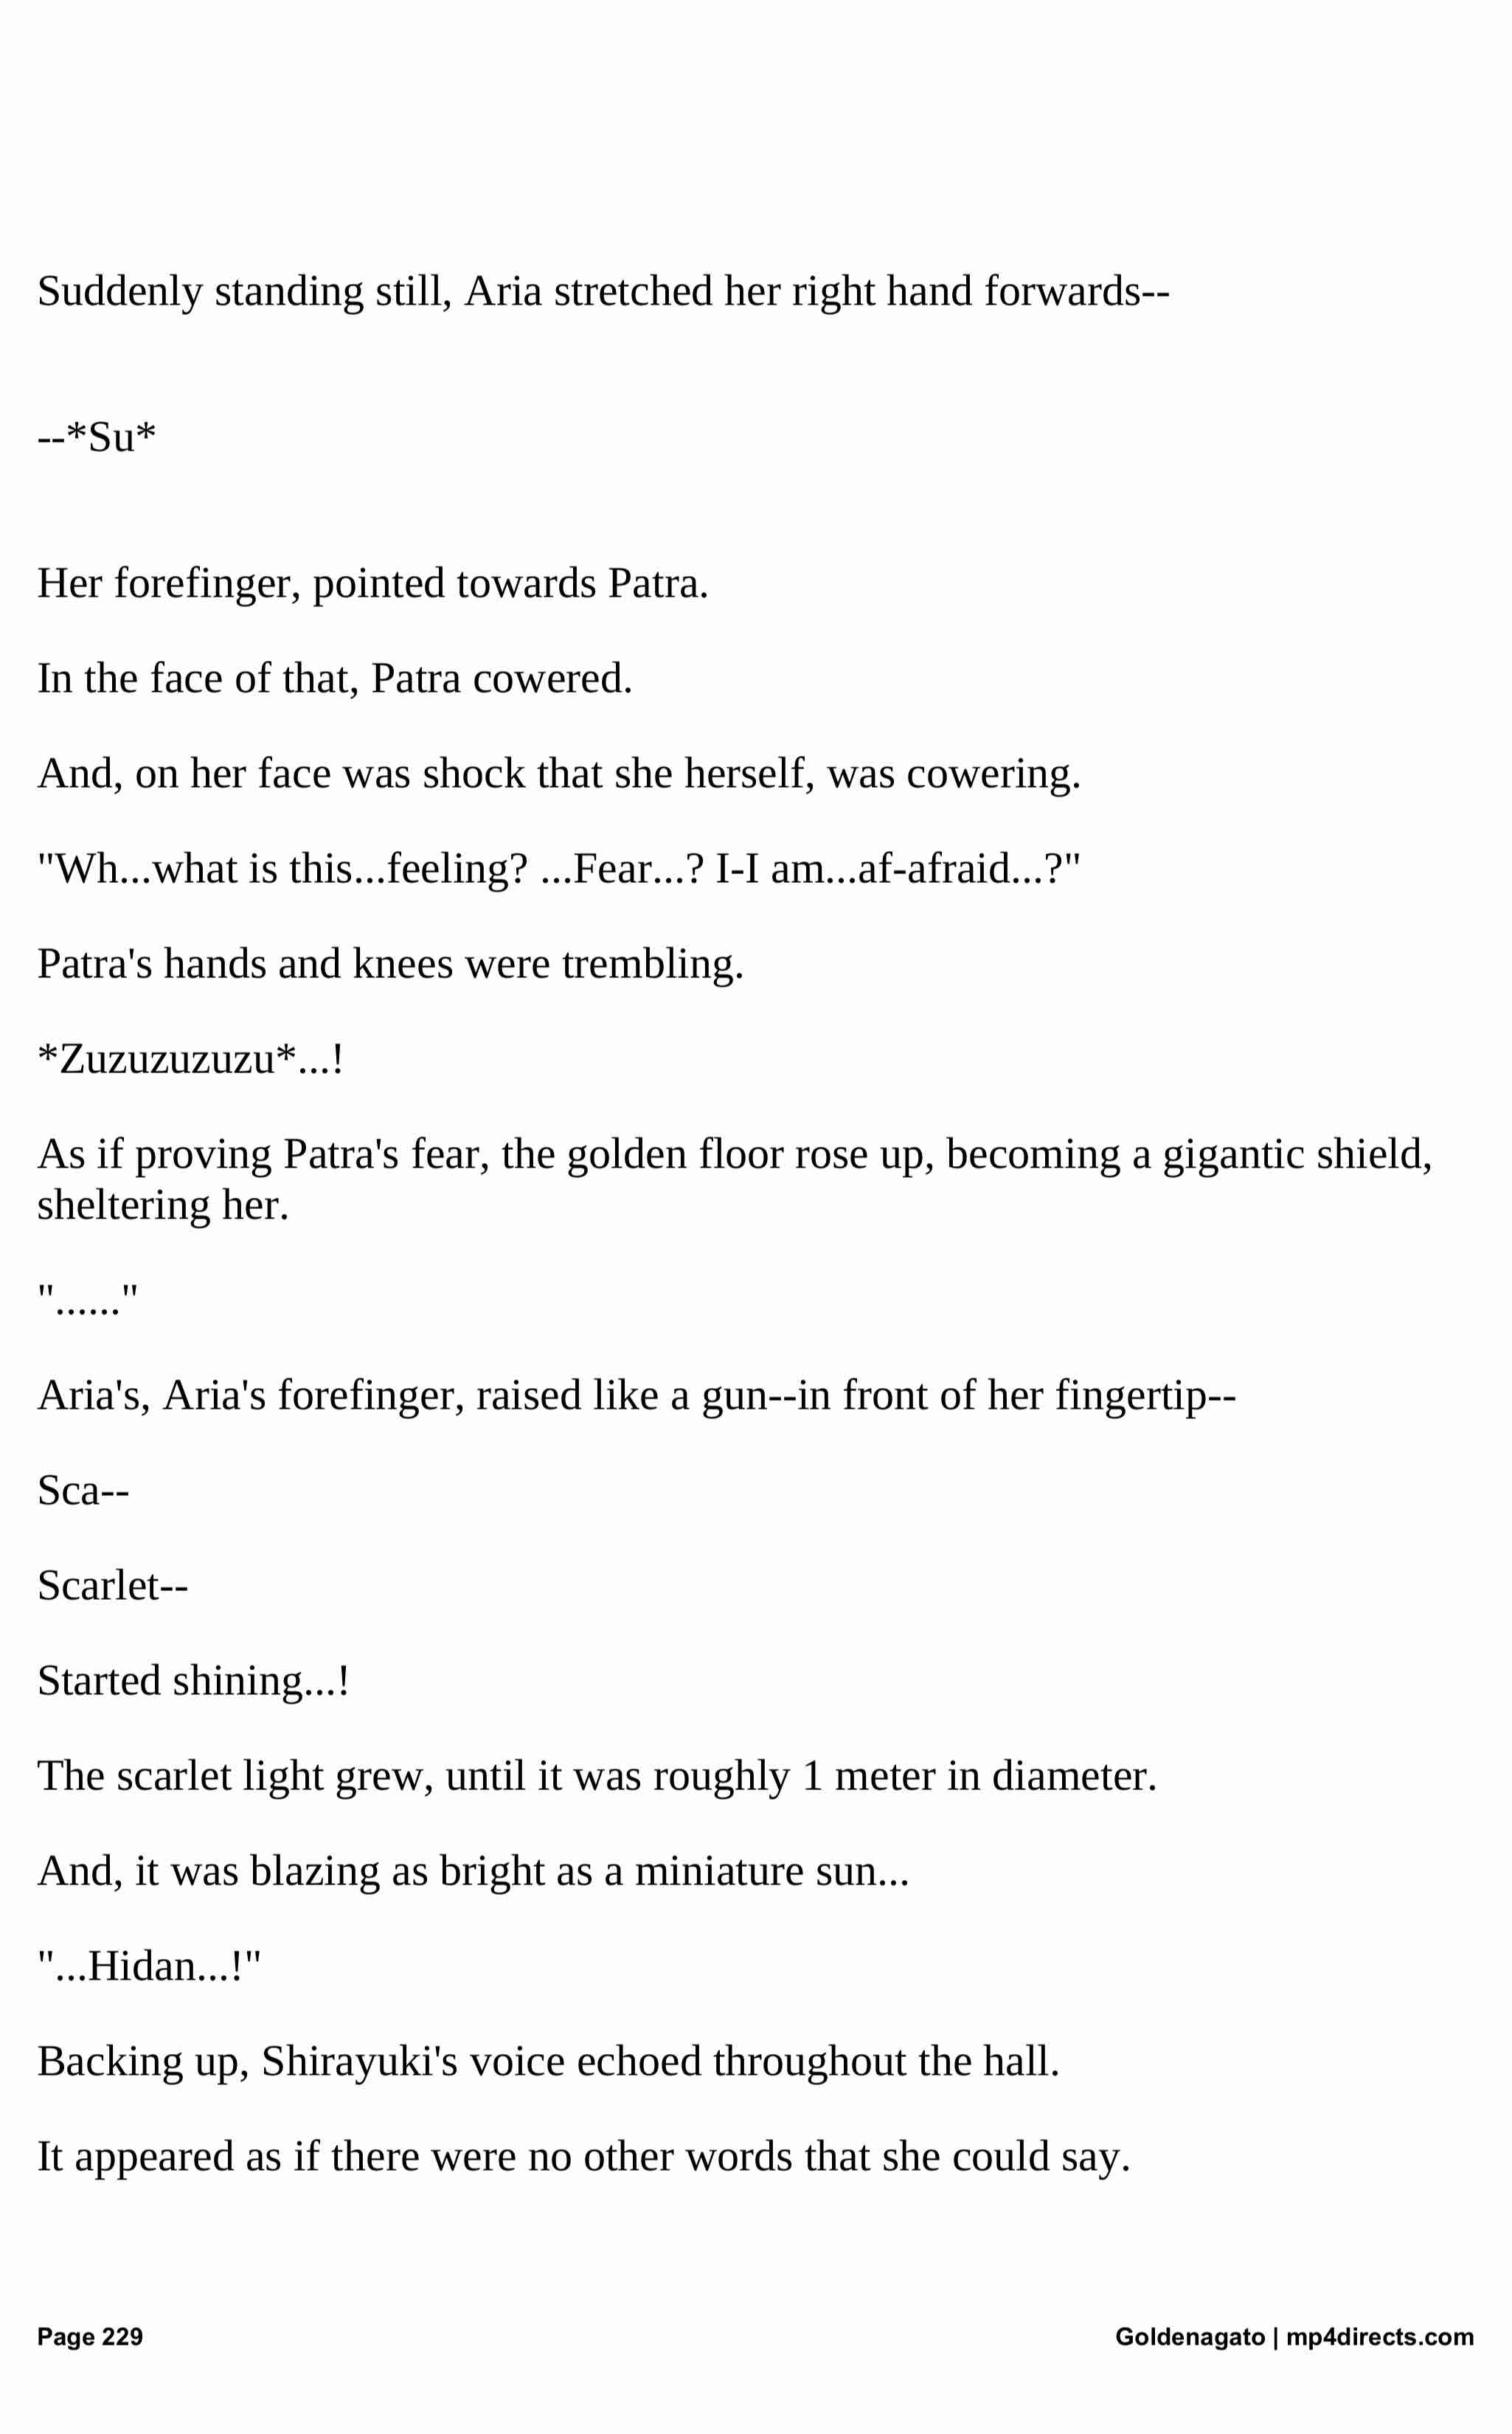 Suddenly standing still, Aria stretched her right hand forwards--
--*Su*
Her forefinger, pointed towards Patra.
In the face of that, Patra cowered.
And, on her face was shock that she herself, was cowering.
"Wh...what is this...feeling? ...Fear...? I-I am...af-afraid...?"
Patra's hands and knees were trembling.
*Zuzuzuzuzu*...!
As if proving Patra's fear, the golden floor rose up, becoming a gigantic shield,
sheltering her.
"......"
Aria's, Aria's forefinger, raised like a gun--in front of her fingertip--
Sca--
Scarlet--
Started shining...!
The scarlet light grew, until it was roughly 1 meter in diameter.
And, it was blazing as bright as a miniature sun...
"...Hidan...!"
Backing up, Shirayuki's voice echoed throughout the hall.
It appeared as if there were no other words that she could say.
Page 229
Goldenagato | mp4directs.com